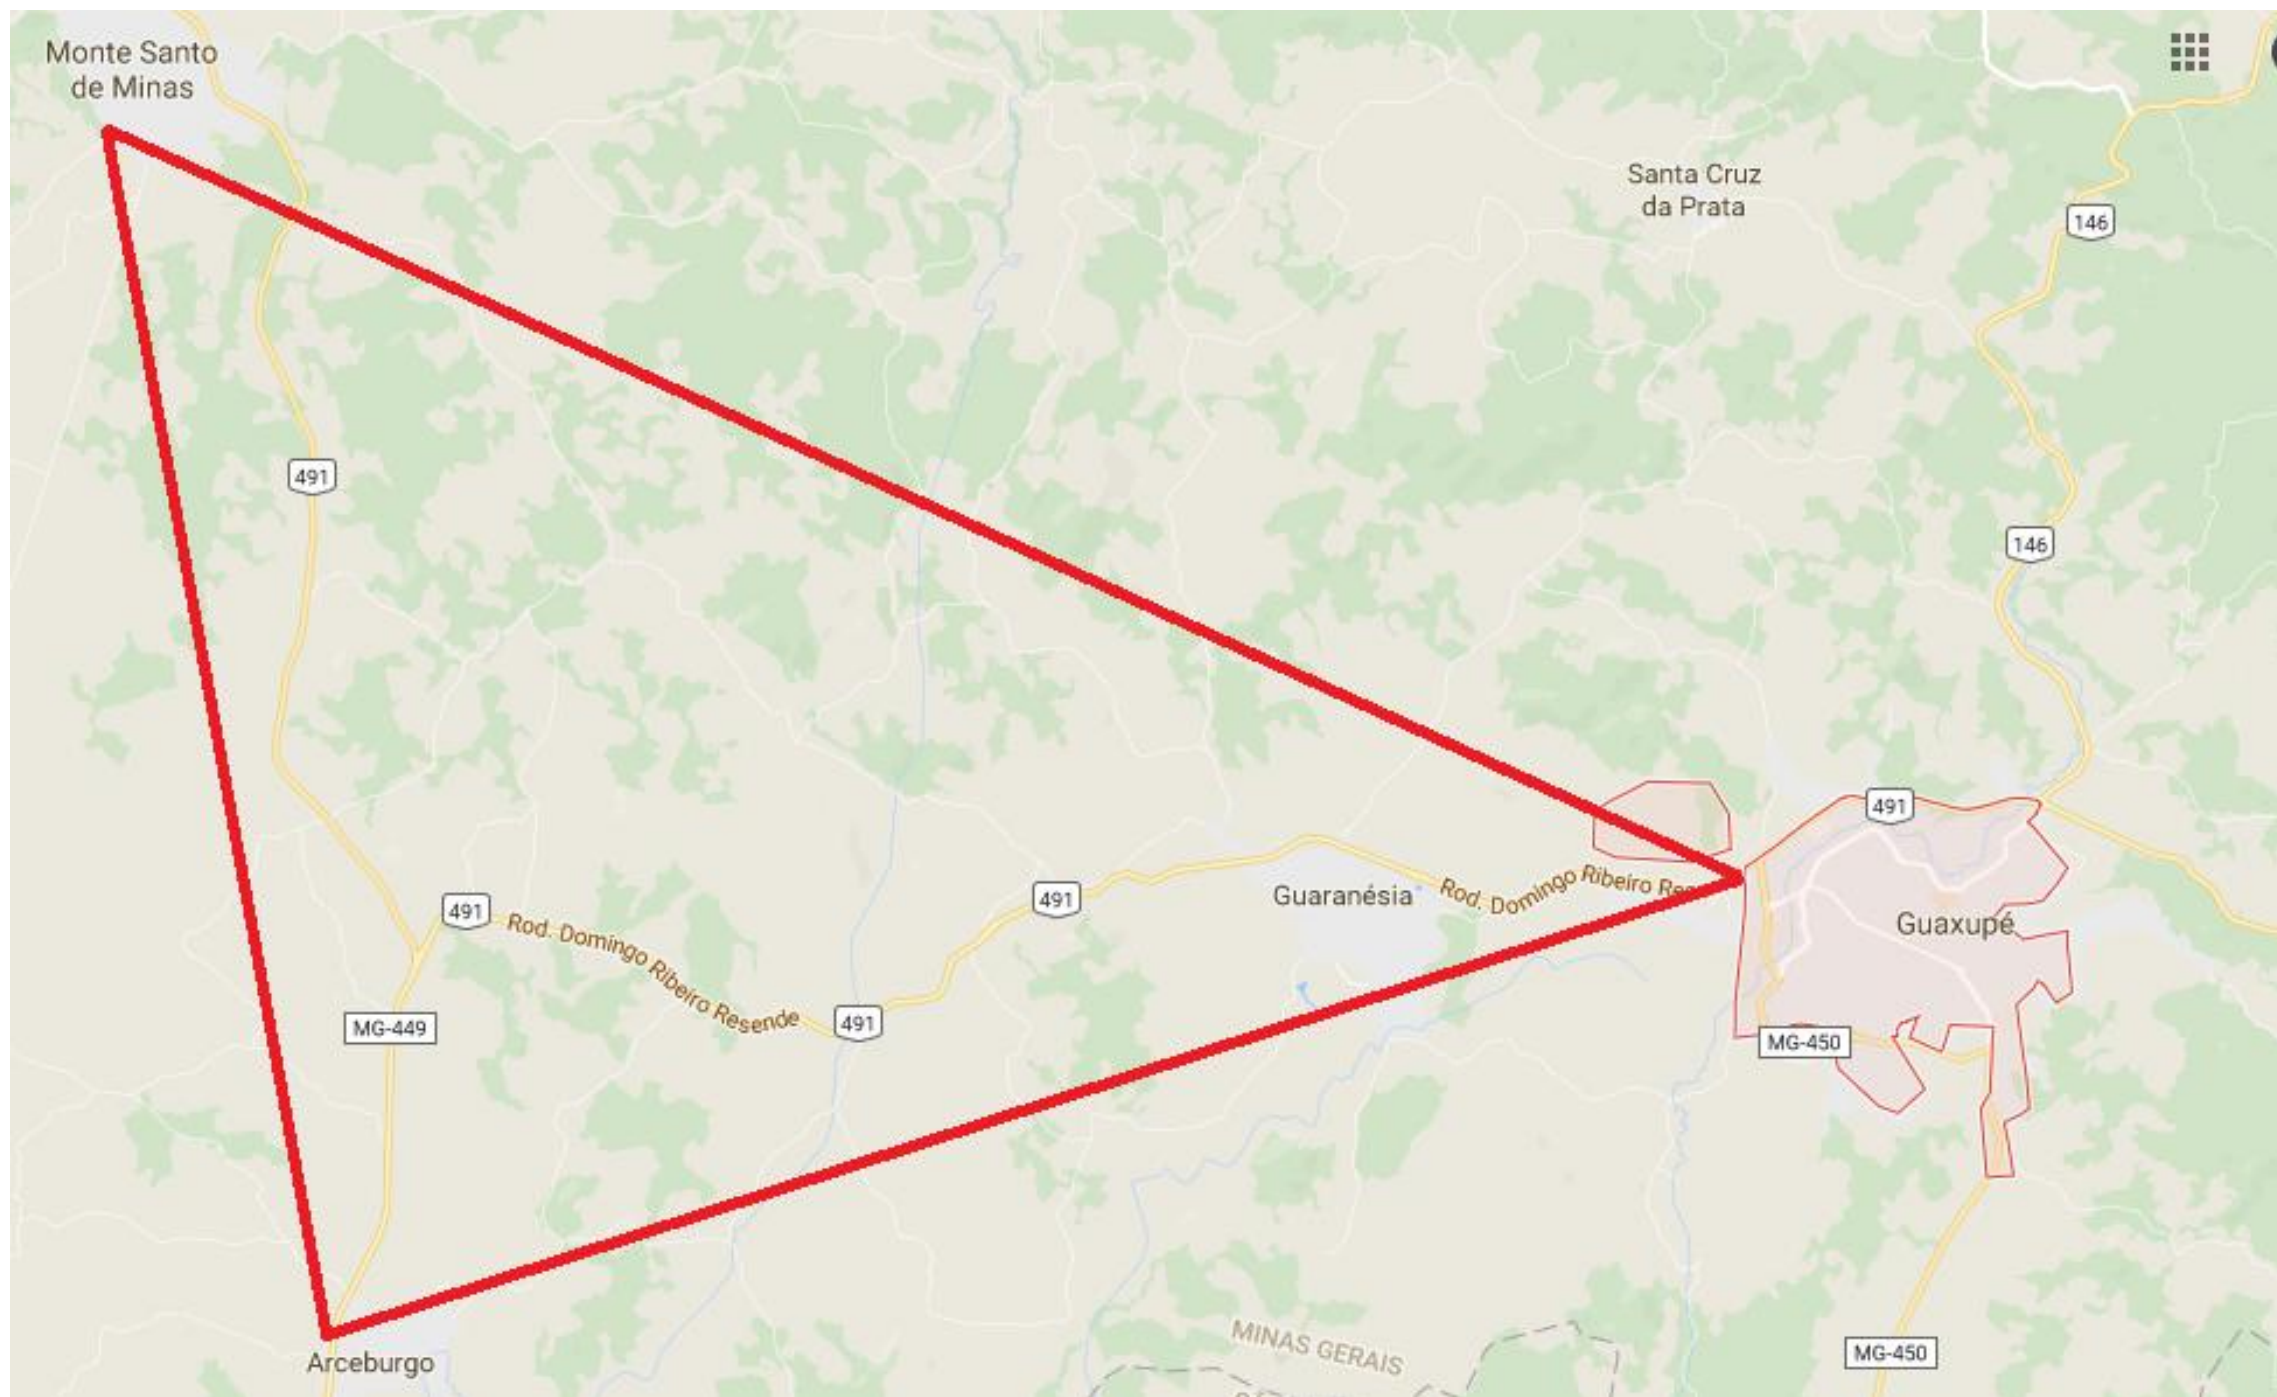 Monte Santo
de Minas
Santa Cruz
da Prata
146
491
146
491
491
491
Guaranésia
Rod. Domingo Ribeiro
Guaxupé
Rod. Domingo Ribeiro Resende
491
MG-449
MG-450
MINAS GERAIS
Arceburgo
MG-450